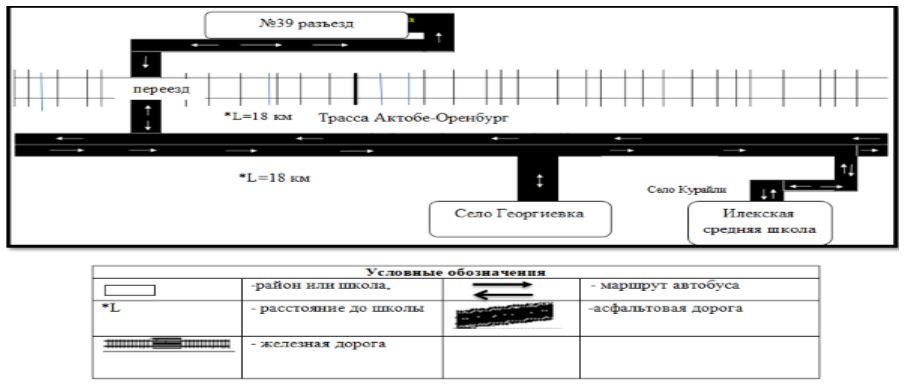 №39 разъезд
переезд
*L=18 км
Трасса Актобе-Оренбург
*L=18 км
Село Курайли
Село Георгиевка
Илекская
средняя школа
Условные обозначения
-район или школа.
- маршрут автобуса
*L
- расстояние до школы
-асфальтовая дорога
- железная дорога